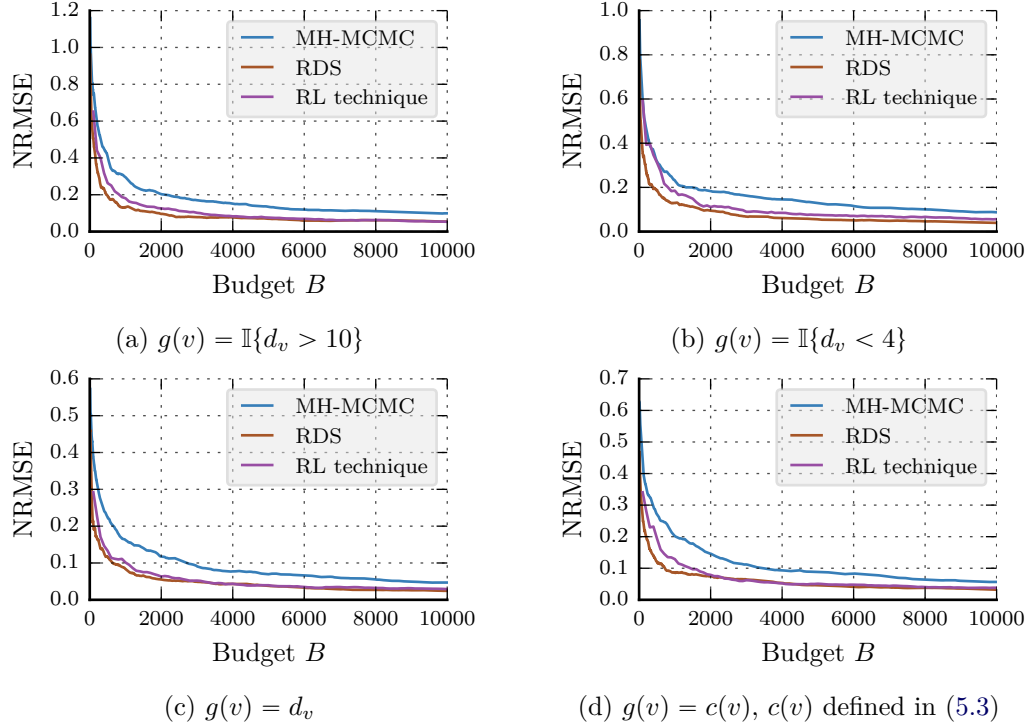 1.2
1.0
0.8
0.6
0.4
0.2
0.0
NRMSE
MH-MCMC
RDS
RL technique
0 2000 4000 6000 8000 10000
Budget B
(a) g(v) = 𝕀{d_v > 10}
1.0
0.8
0.6
0.4
0.2
0.0
NRMSE
MH-MCMC
RDS
RL technique
0 2000 4000 6000 8000 10000
Budget B
(b) g(v) = 𝕀{d_v < 4}
0.6
0.5
0.4
0.3
0.2
0.1
0.0
NRMSE
MH-MCMC
RDS
RL technique
0 2000 4000 6000 8000 10000
Budget B
(c) g(v) = d_v
0.7
0.6
0.5
0.4
0.3
0.2
0.1
0.0
NRMSE
MH-MCMC
RDS
RL technique
0 2000 4000 6000 8000 10000
Budget B
(d) g(v) = c(v), c(v) defined in (5.3)